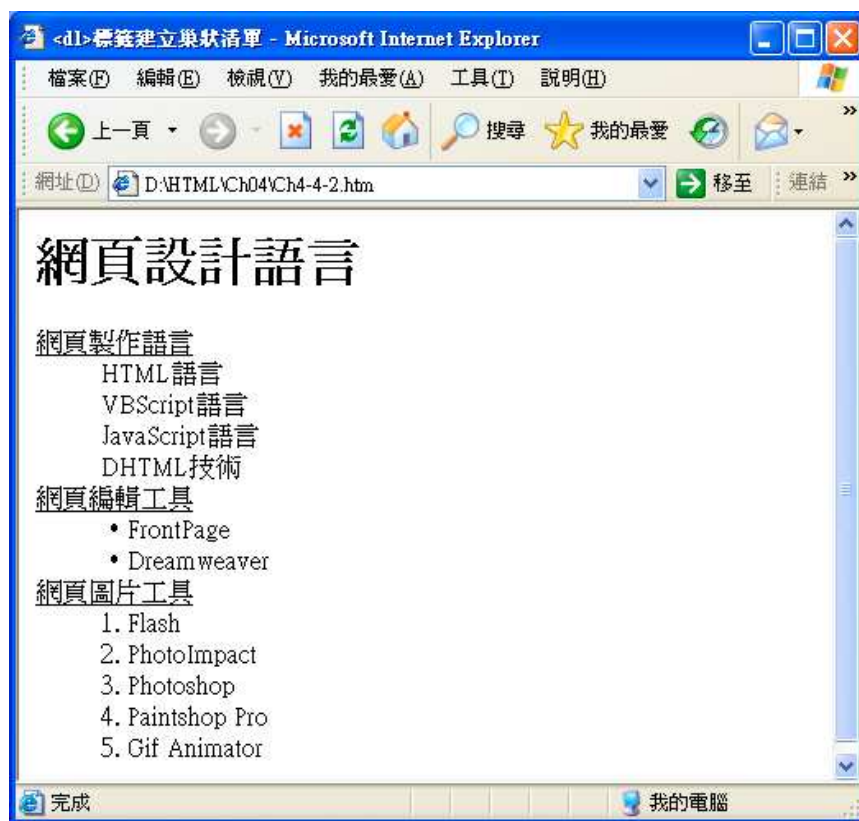 <dl>標籤建立巢狀清單 - Microsoft Internet Explorer
檔案(F) 編輯(E) 檢視(V) 我的最愛(A) 工具(T) 說明(H)
上一頁 搜尋 我的最愛 »
網址(D) D:\HTML\Ch04\Ch4-4-2.htm 移至 連結 »
網頁設計語言
網頁製作語言
HTML語言
VBScript語言
JavaScript語言
DHTML技術
網頁編輯工具
• FrontPage
• Dreamweaver
網頁圖片工具
1. Flash
2. PhotoImpact
3. Photoshop
4. Paintshop Pro
5. Gif Animator
完成 我的電腦